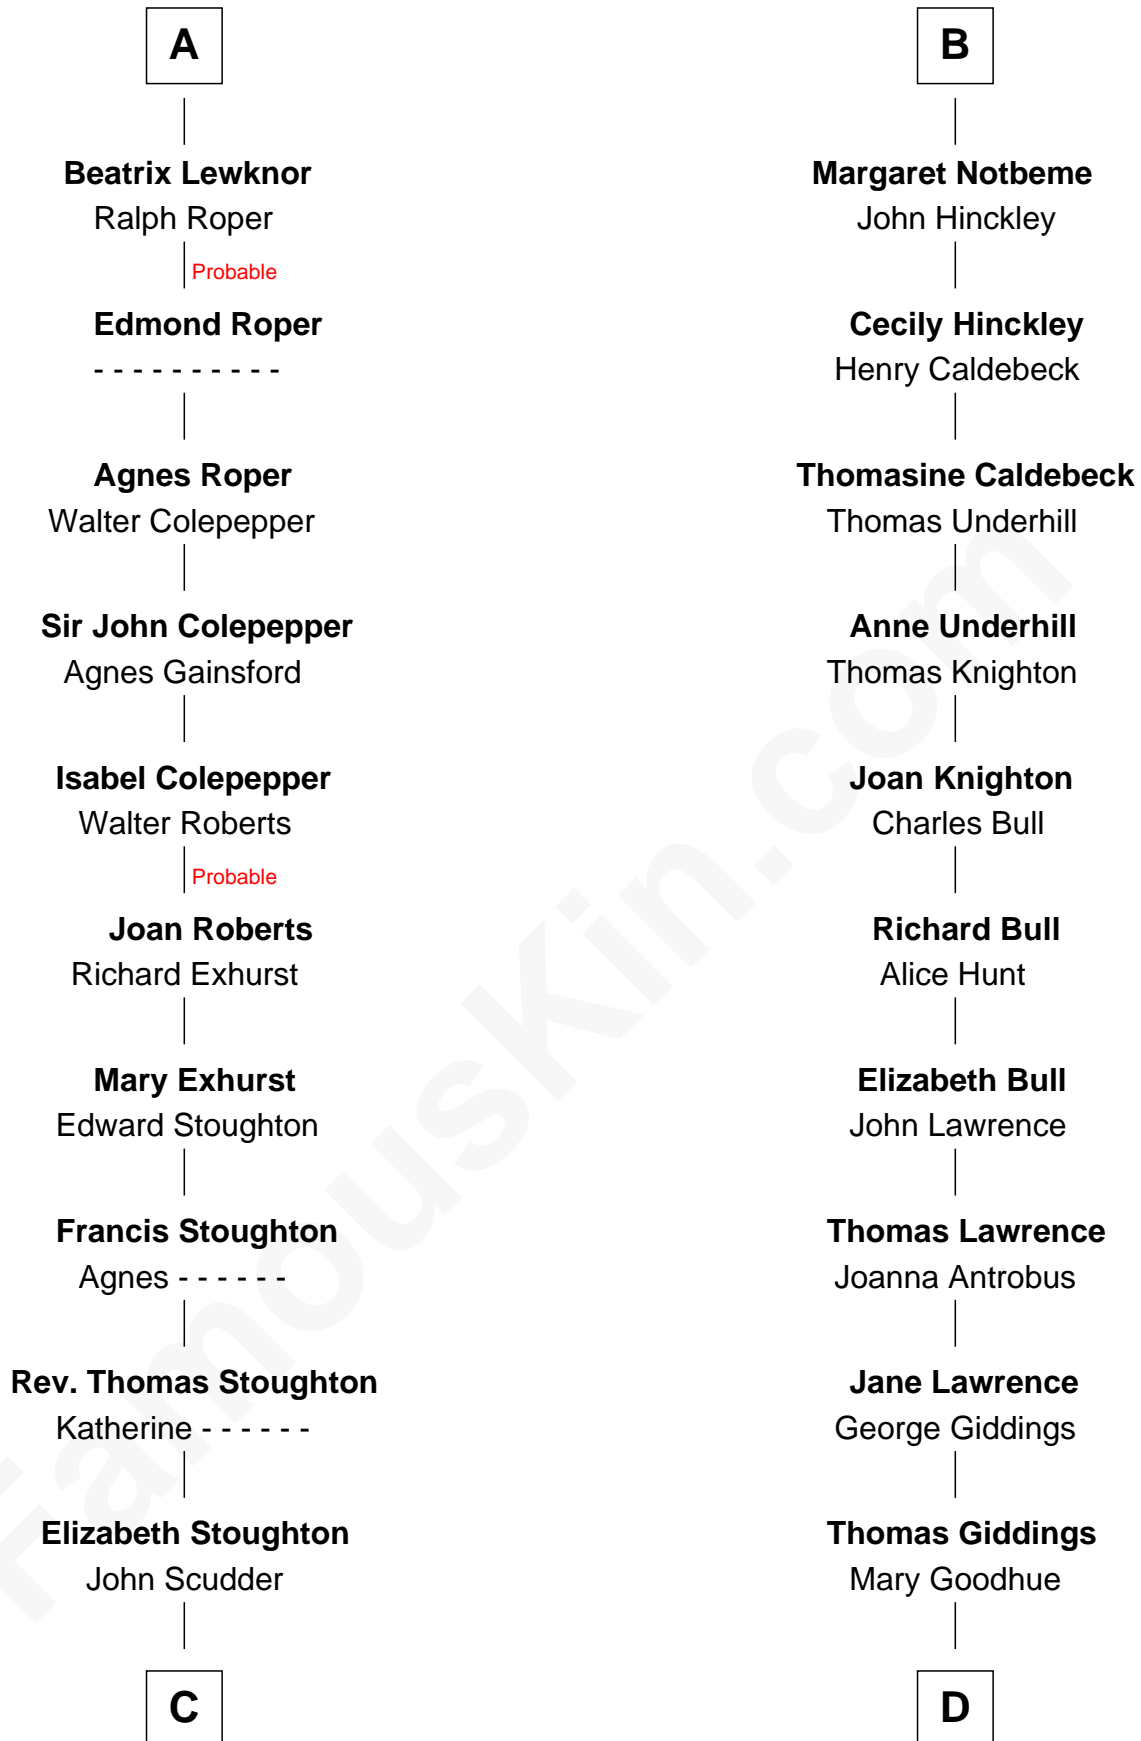 A
Beatrix Lewknor
Ralph Roper
Probable
Edmond Roper
- - - - - - - - - -
Agnes Roper
Walter Colepepper
Sir John Colepepper
Agnes Gainsford
Isabel Colepepper
Walter Roberts
Probable
Joan Roberts
Richard Exhurst
Mary Exhurst
Edward Stoughton
Francis Stoughton
Agnes - - - - - -
Rev. Thomas Stoughton
Katherine - - - - - -
Elizabeth Stoughton
John Scudder
C
B
Margaret Notbeme
John Hinckley
Cecily Hinckley
Henry Caldebeck
Thomasine Caldebeck
Thomas Underhill
Anne Underhill
Thomas Knighton
Joan Knighton
Charles Bull
Richard Bull
Alice Hunt
Elizabeth Bull
John Lawrence
Thomas Lawrence
Joanna Antrobus
Jane Lawrence
George Giddings
Thomas Giddings
Mary Goodhue
D
FamousKin.com